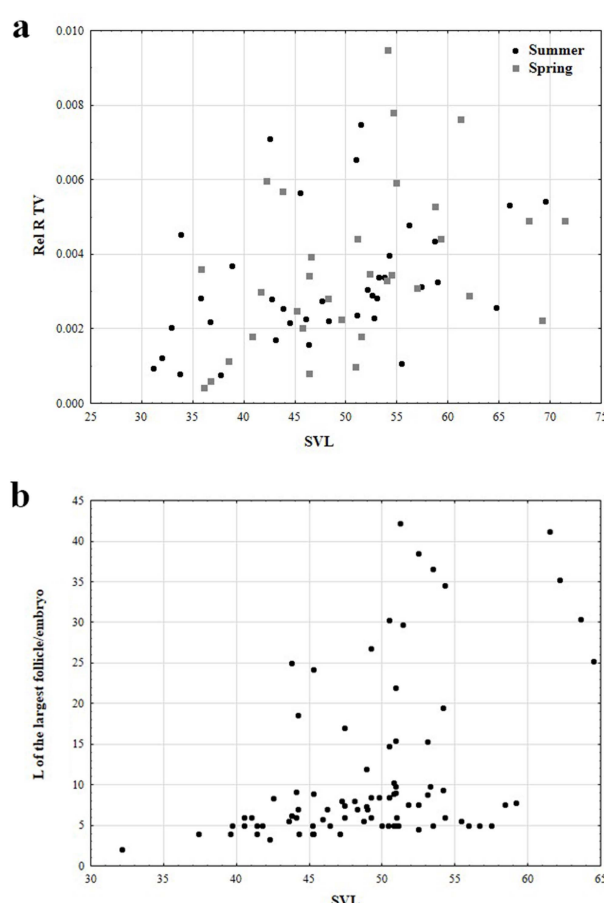 a
0.010
0.008
0.006
0.004
0.002
0.000
Rel R TV
Summer
Spring
25 30 35 40 45 50 55 60 65 70 75
SVL
b
45
40
35
30
25
20
15
10
5
0
L of the largest follicle/embryo
30 35 40 45 50 55 60 65
SVL